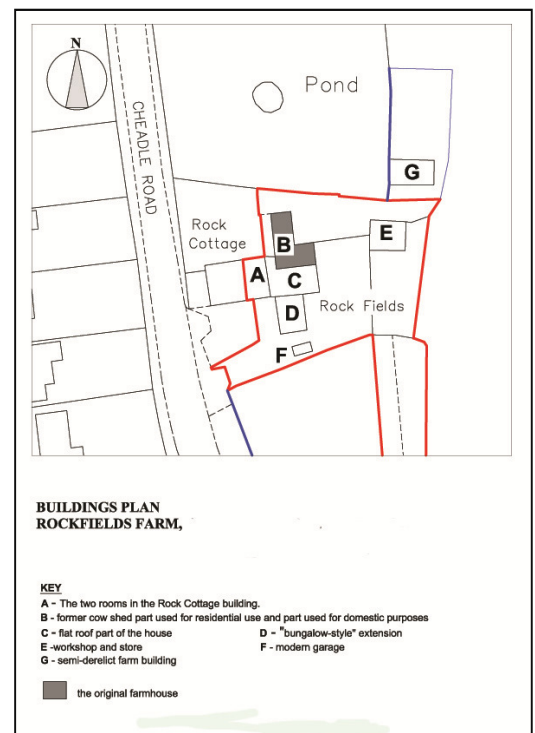 N
Pond
CHEADLE ROAD
G
Rock
Cottage
B
E
A
C
Rock Fields
D
F
BUILDINGS PLAN
ROCKFIELDS FARM,
KEY
A - The two rooms in the Rock Cottage building.
B - former cow shed part used for residential use and part used for domestic purposes
C - flat roof part of the house
D - "bungalow-style" extension
E -workshop and store
F - modern garage
G - semi-derelict farm building
the original farmhouse